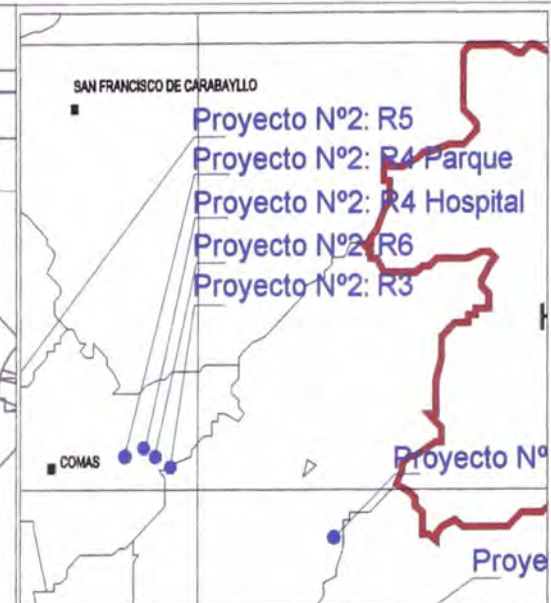 SAN FRANCISCO DE CARABAYLLO
Proyecto Nº2: R5
Proyecto Nº2: R4 Parque
Proyecto Nº2: R4 Hospital
Proyecto Nº2: R6
Proyecto Nº2: R3
H
COMAS
Proyecto Nº
Proye